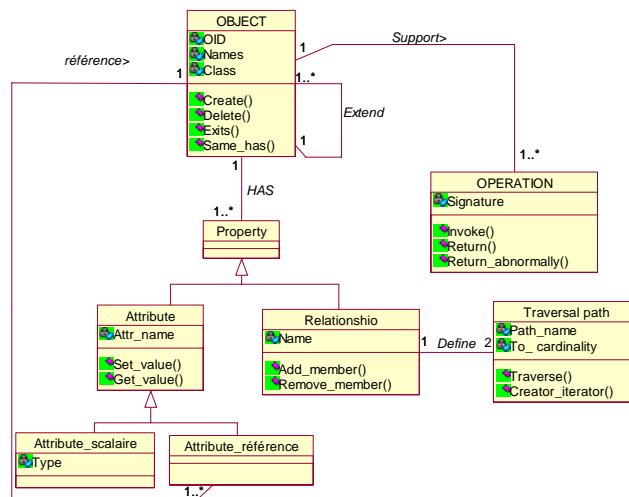 OBJECT
OID
Names
Class
Create()
Delete()
Exits()
Same_has()
référence>
1
1..*
Extend
1
1
Support>
1..*
OPERATION
Signature
Invoke()
Return()
Return_abnormally()
1
HAS
1..*
Property
Attribute
Attr_name
Set_value()
Get_value()
Relationshio
Name
Add_member()
Remove_member()
1
Define
2
Traversal path
Path_name
To_ cardinality
Traverse()
Creator_iterator()
Attribute_scalaire
Type
Attribute_référence
1..*